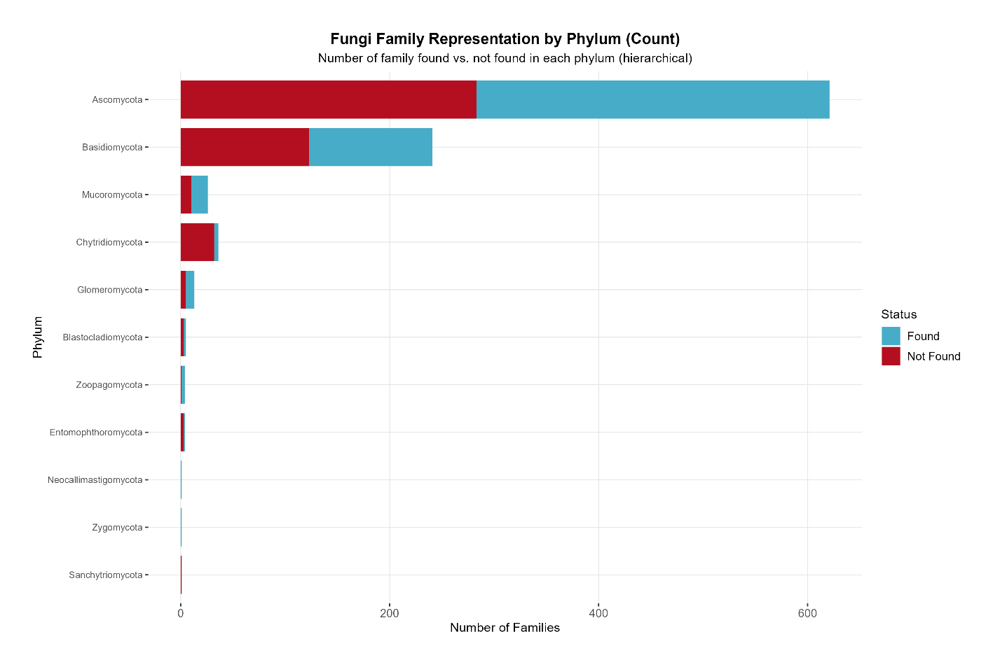 Fungi Family Representation by Phylum (Count)
Number of family found vs. not found in each phylum (hierarchical)
Phylum
Ascomycota
Basidiomycota
Mucoromycota
Chytridiomycota
Glomeromycota
Blastocladiomycota
Zoopagomycota
Entomophthoromycota
Neocallimastigomycota
Zygomycota
Sanchytriomycota
0 200 400 600
Number of Families
Status
Found
Not Found